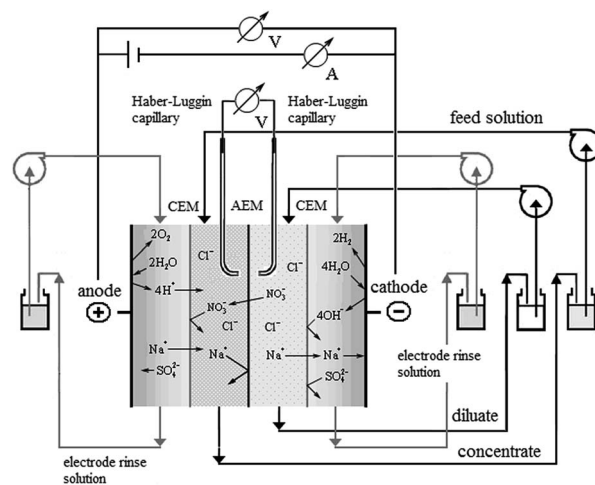 V
A
Haber-Luggin
capillary
V
Haber-Luggin
capillary
feed solution
CEM
AEM
CEM
2O₂
2H₂O
4H⁺
Cl⁻
NO₃⁻
Cl⁻
Na⁺
Na⁺
SO₄²⁻
Cl⁻
NO₃⁻
Cl⁻
Na⁺
2H₂
4H₂O
4OH⁻
Na⁺
SO₄²⁻
anode
+
cathode
−
electrode rinse
solution
diluate
concentrate
electrode rinse
solution